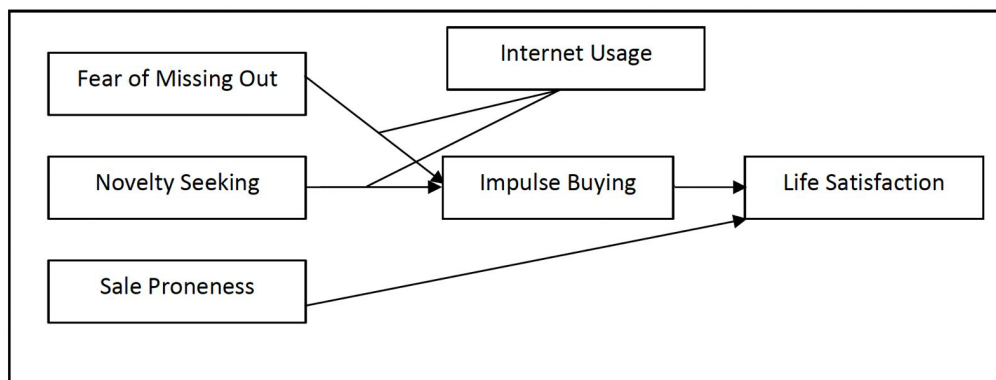 Internet Usage
Fear of Missing Out
Novelty Seeking
Impulse Buying
Life Satisfaction
Sale Proneness